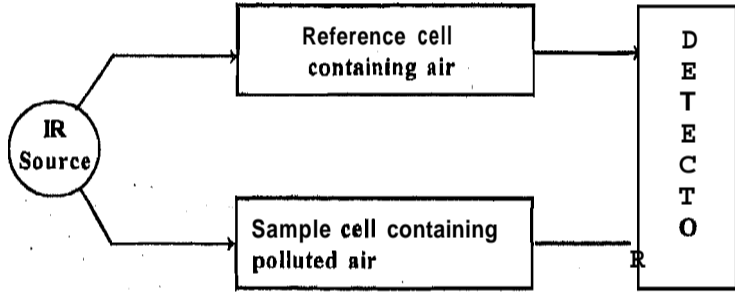 Reference cell
containing air
IR
Source
Sample cell containing
polluted air
D
E
T
E
C
T
O
R